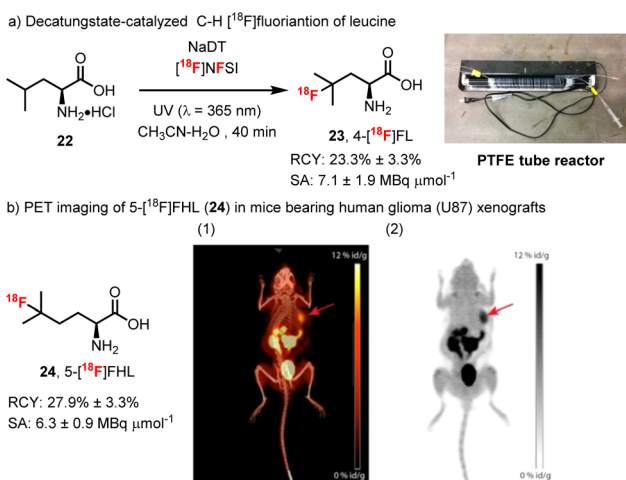 a) Decatungstate-catalyzed C-H [¹⁸F]fluoriantion of leucine
NaDT
[¹⁸F]NFSI
UV (λ = 365 nm)
CH₃CN-H₂O , 40 min
O
OH
NH₂•HCl
22
¹⁸F
O
OH
NH₂
23, 4-[¹⁸F]FL
RCY: 23.3% ± 3.3%
SA: 7.1 ± 1.9 MBq μmol⁻¹
PTFE tube reactor
b) PET imaging of 5-[¹⁸F]FHL (24) in mice bearing human glioma (U87) xenografts
(1)
(2)
¹⁸F
O
OH
NH₂
24, 5-[¹⁸F]FHL
RCY: 27.9% ± 3.3%
SA: 6.3 ± 0.9 MBq μmol⁻¹
12 % id/g
0 % id/g
12 % id/g
0 % id/g